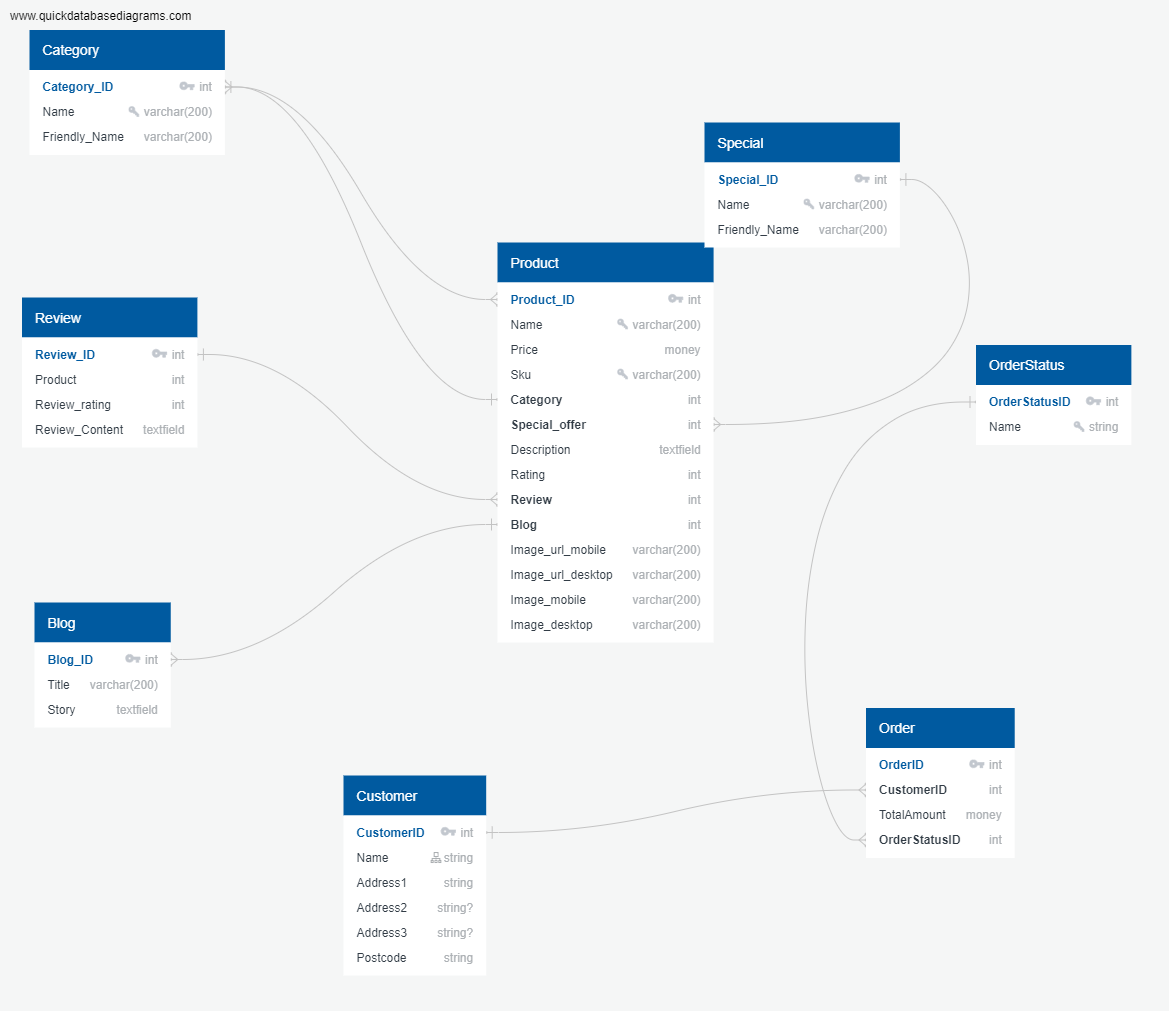 www.quickdatabasediagrams.com
Category
Category_ID int
Name varchar(200)
Friendly_Name varchar(200)
Special
Special_ID int
Name varchar(200)
Friendly_Name varchar(200)
Product
Product_ID int
Name varchar(200)
Price money
Sku varchar(200)
Category int
Special_offer int
Description textfield
Rating int
Review int
Blog int
Image_url_mobile varchar(200)
Image_url_desktop varchar(200)
Image_mobile varchar(200)
Image_desktop varchar(200)
Review
Review_ID int
Product int
Review_rating int
Review_Content textfield
OrderStatus
OrderStatusID int
Name string
Blog
Blog_ID int
Title varchar(200)
Story textfield
Order
OrderID int
CustomerID int
TotalAmount money
OrderStatusID int
Customer
CustomerID int
Name string
Address1 string
Address2 string?
Address3 string?
Postcode string